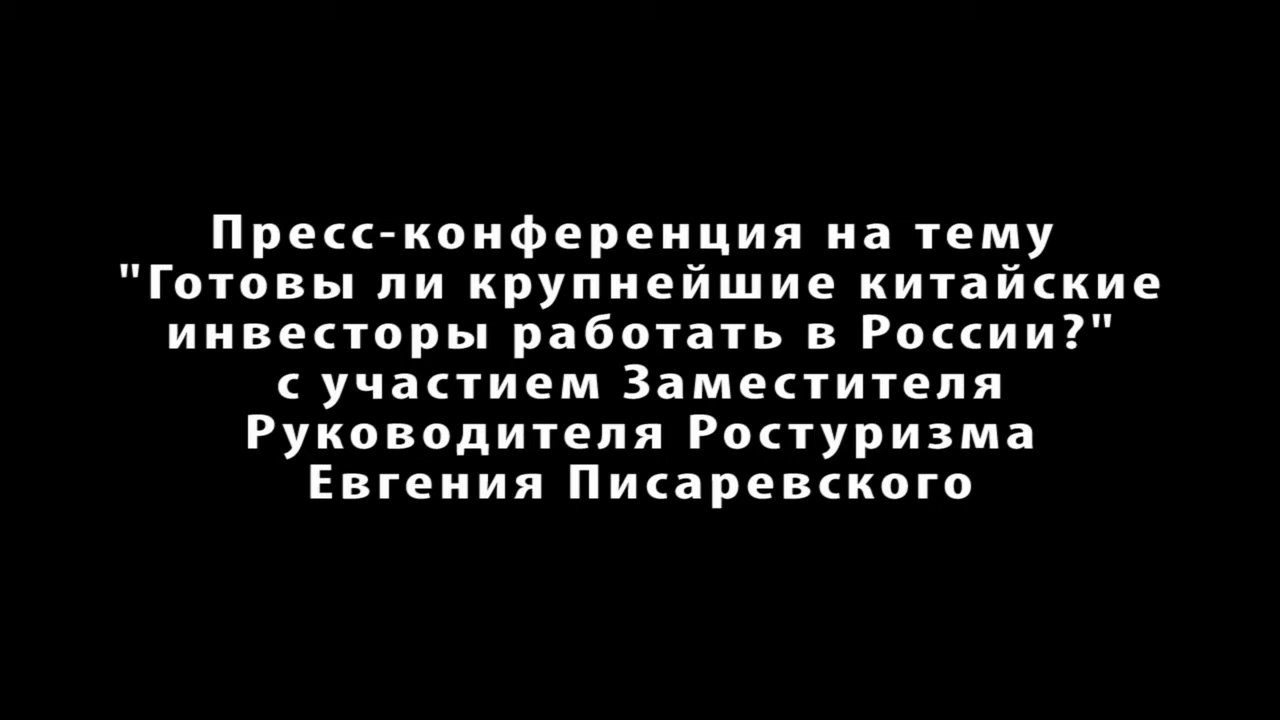 Пресс-конференция на тему
"Готовы ли крупнейшие китайские
инвесторы работать в России?"
с участием Заместителя
Руководителя Ростуризма
Евгения Писаревского